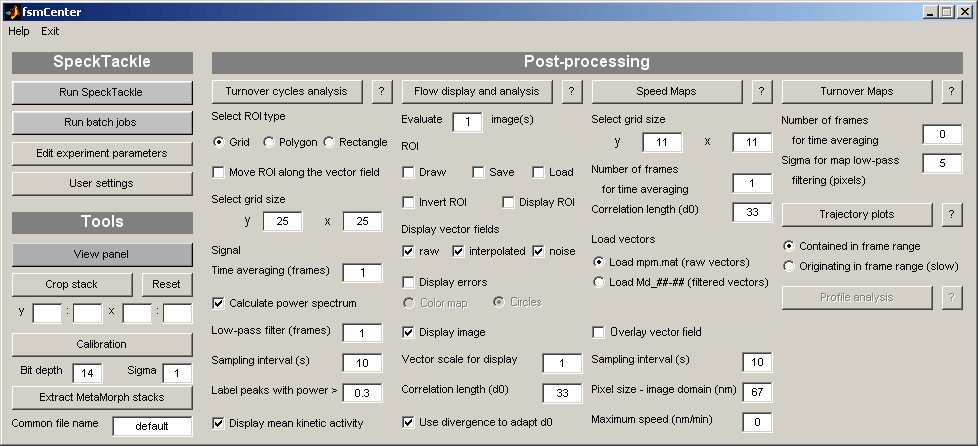 fsmCenter
Help Exit
SpeckTackle
Run SpeckTackle
Run batch jobs
Edit experiment parameters
User settings
Tools
View panel
Crop stack Reset
y : x :
Calibration
Bit depth 14 Sigma 1
Extract MetaMorph stacks
Common file name default
Post-processing
Turnover cycles analysis ?
Select ROI type
Grid Polygon Rectangle
Move ROI along the vector field
Select grid size
y 25 x 25
Signal
Time averaging (frames) 1
Calculate power spectrum
Low-pass filter (frames) 1
Sampling interval (s) 10
Label peaks with power > 0.3
Display mean kinetic activity
Flow display and analysis ?
Evaluate 1 image(s)
ROI
Draw Save Load
Invert ROI Display ROI
Display vector fields
raw interpolated noise
Display errors
Color map Circles
Display image
Vector scale for display 1
Correlation length (d0) 33
Use divergence to adapt d0
Speed Maps ?
Select grid size
y 11 x 11
Number of frames
for time averaging 1
Correlation length (d0) 33
Load vectors
Load mpm.mat (raw vectors)
Load Md_##-## (filtered vectors)
Overlay vector field
Sampling interval (s) 10
Pixel size - image domain (nm) 67
Maximum speed (nm/min) 0
Turnover Maps ?
Number of frames
for time averaging 0
Sigma for map low-pass
filtering (pixels) 5
Trajectory plots ?
Contained in frame range
Originating in frame range (slow)
Profile analysis ?